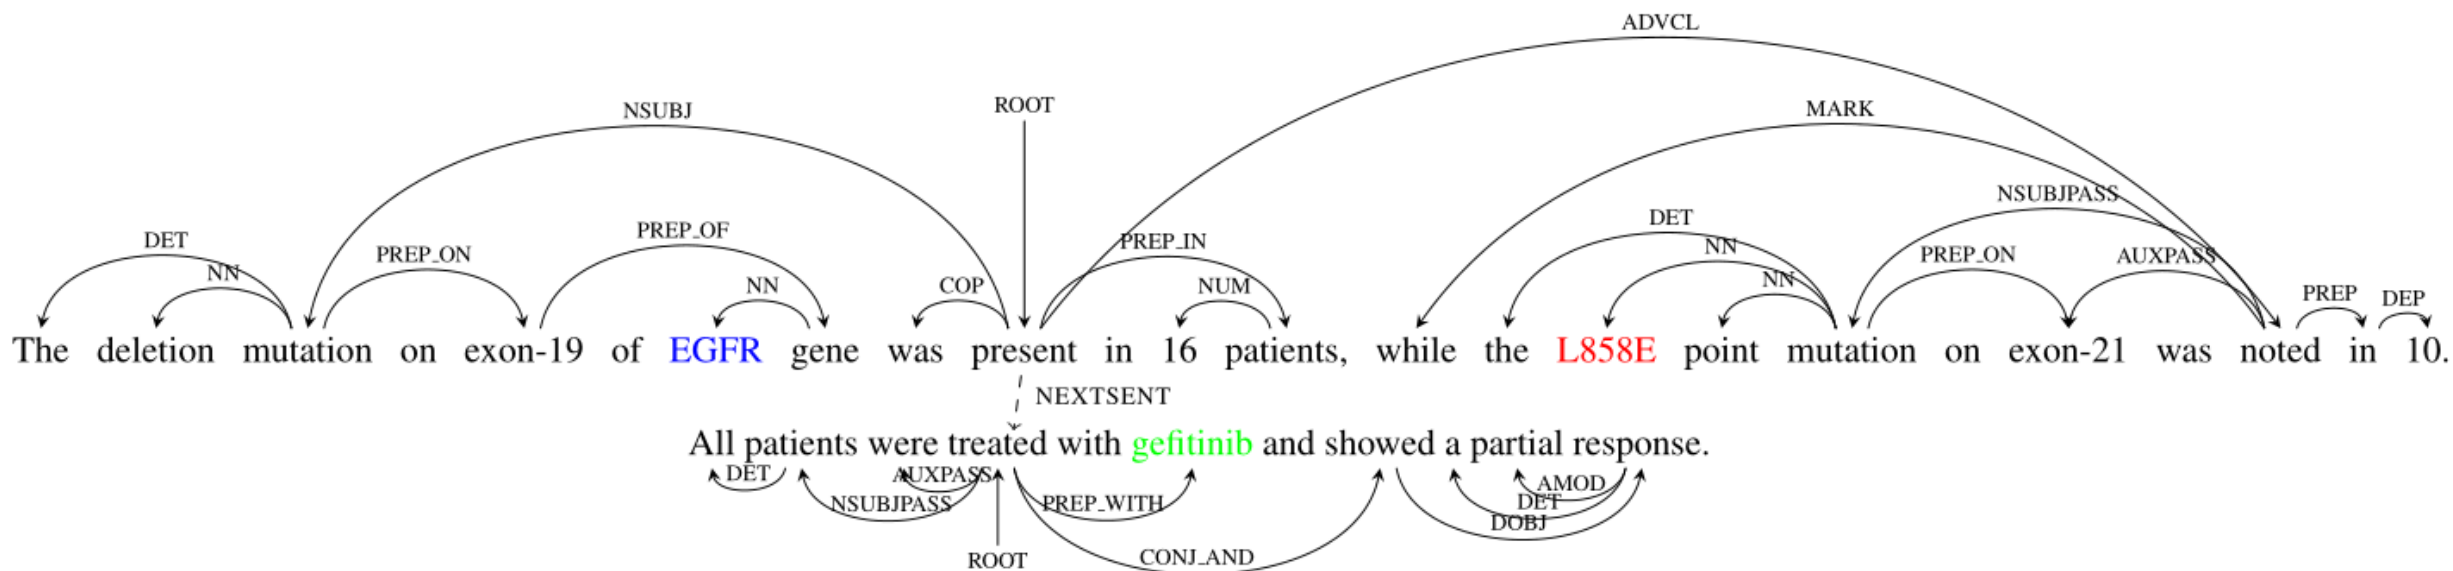 ADVCL
NSUBJ ROOT MARK
NSUBJPASS
DET PREP_ON PREP_OF PREP_IN DET PREP_ON AUXPASS
NN NN COP NUM NN NN PREP DEP
The deletion mutation on exon-19 of EGFR gene was present in 16 patients, while the L858E point mutation on exon-21 was noted in 10.
NEXTSENT
All patients were treated with gefitinib and showed a partial response.
DET AUXPASS AMOD
NSUBJPASS PREP_WITH DET
DOBJ
ROOT CONJ_AND